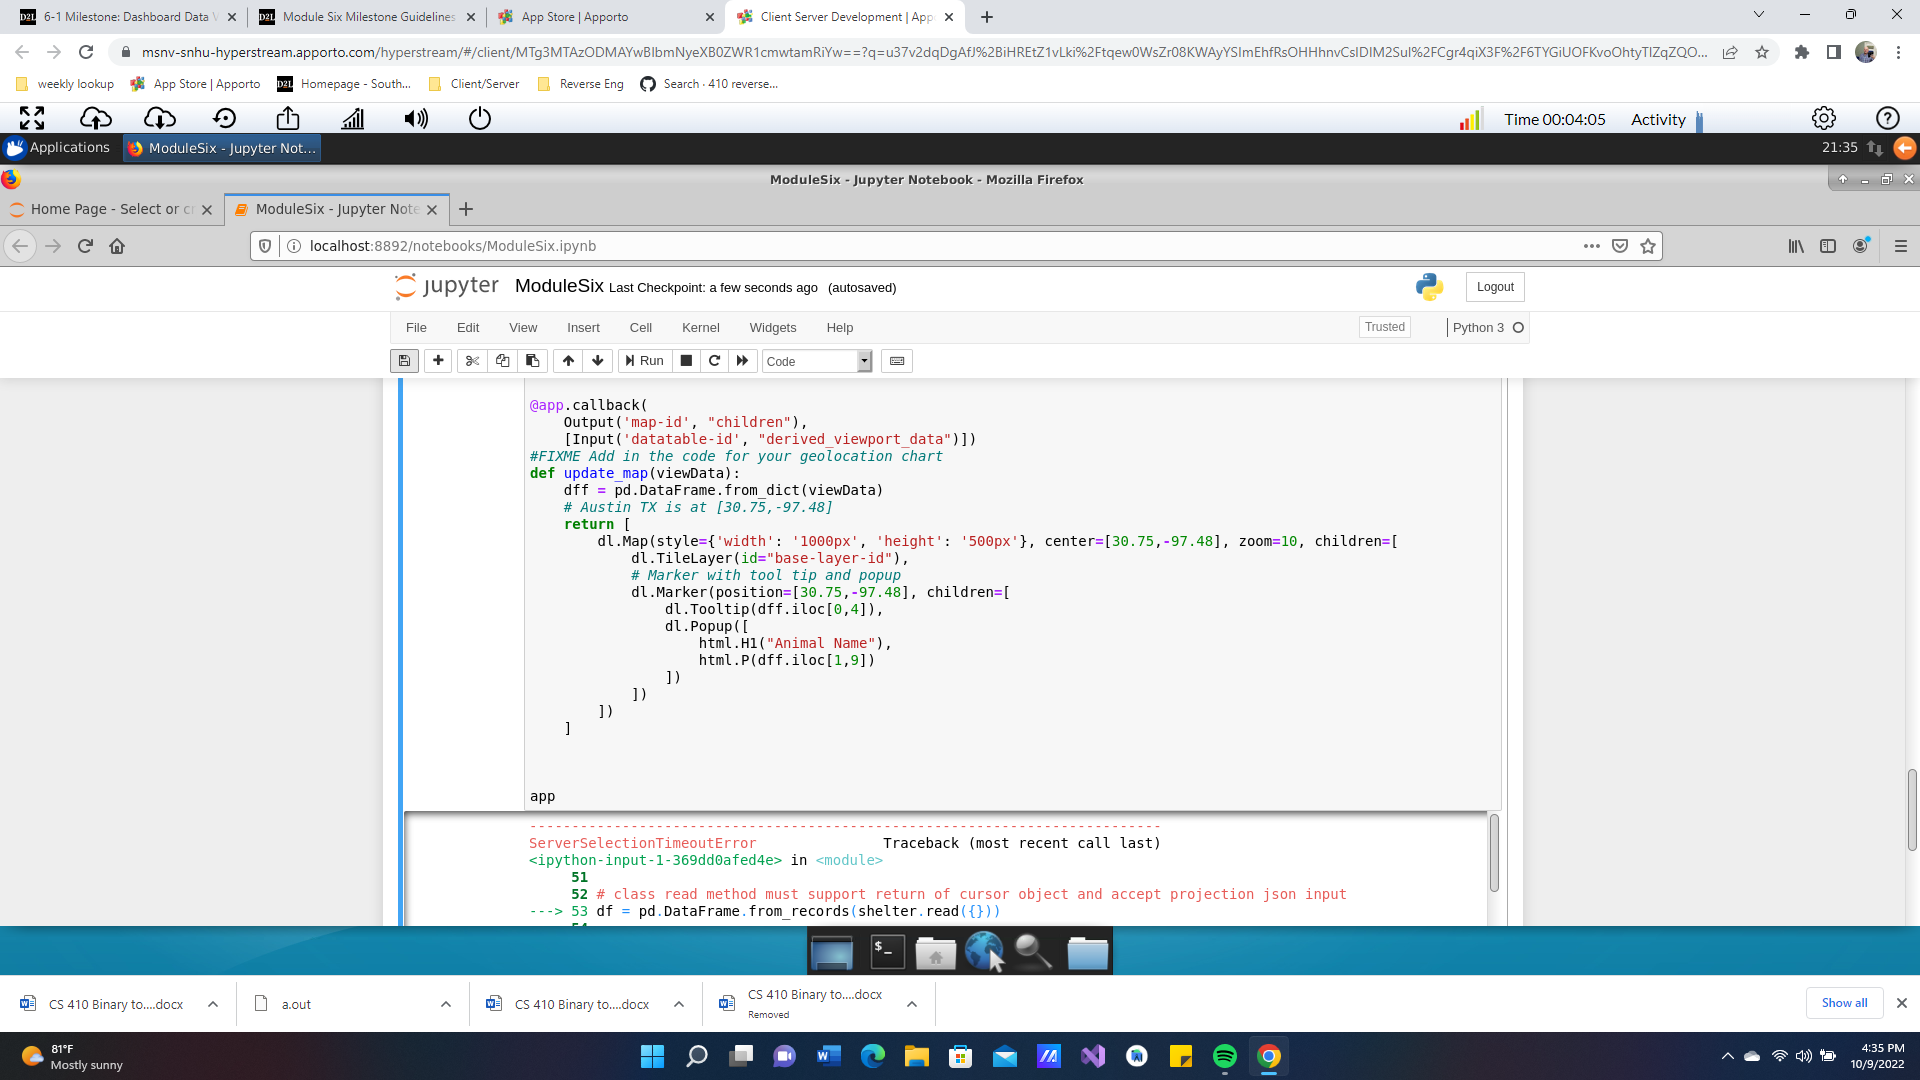 6-1 Milestone: Dashboard Data V
Module Six Milestone Guidelines
App Store | Apporto
Client Server Development | App
msnv-snhu-hyperstream.apporto.com/hyperstream/#/client/
weekly lookup
App Store | Apporto
Homepage - South...
Client/Server
Reverse Eng
Search · 410 reverse...
Time 00:04:05
Activity
Applications
ModuleSix - Jupyter Not...
21:35
ModuleSix - Jupyter Notebook - Mozilla Firefox
Home Page - Select or cr
ModuleSix - Jupyter Note
localhost:8892/notebooks/ModuleSix.ipynb
jupyter
ModuleSix Last Checkpoint: a few seconds ago (autosaved)
Logout
File Edit View Insert Cell Kernel Widgets Help
Trusted
Python 3
Run
Code
@app.callback(
    Output('map-id', "children"),
    [Input('datatable-id', "derived_viewport_data")])
#FIXME Add in the code for your geolocation chart
def update_map(viewData):
    dff = pd.DataFrame.from_dict(viewData)
    # Austin TX is at [30.75,-97.48]
    return [
        dl.Map(style={'width': '1000px', 'height': '500px'}, center=[30.75,-97.48], zoom=10, children=[
            dl.TileLayer(id="base-layer-id"),
            # Marker with tool tip and popup
            dl.Marker(position=[30.75,-97.48], children=[
                dl.Tooltip(dff.iloc[0,4]),
                dl.Popup([
                    html.H1("Animal Name"),
                    html.P(dff.iloc[1,9])
                ])
            ])
        ])
    ]
app
---------------------------------------------------------------------------
ServerSelectionTimeoutError               Traceback (most recent call last)
<ipython-input-1-369dd0afed4e> in <module>
     51
     52 # class read method must support return of cursor object and accept projection json input
---> 53 df = pd.DataFrame.from_records(shelter.read({}))
     54
CS 410 Binary to....docx
a.out
CS 410 Binary to....docx
CS 410 Binary to....docx
Removed
Show all
81°F
Mostly sunny
4:35 PM
10/9/2022